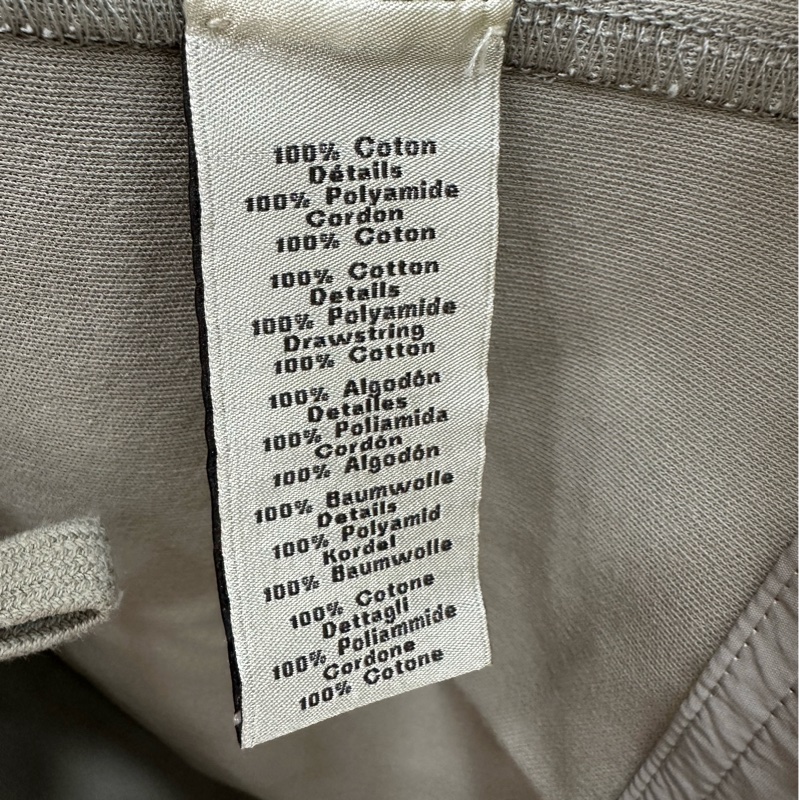 100% Coton
Détails
100% Polyamide
Cordon
100% Coton
100% Cotton
Details
100% Polyamide
Drawstring
100% Cotton
100% Algodón
Detalles
100% Poliamida
Cordón
100% Algodón
100% Baumwolle
Details
100% Polyamid
Kordel
100% Baumwolle
100% Cotone
Dettagli
100% Poliammide
Cordone
100% Cotone